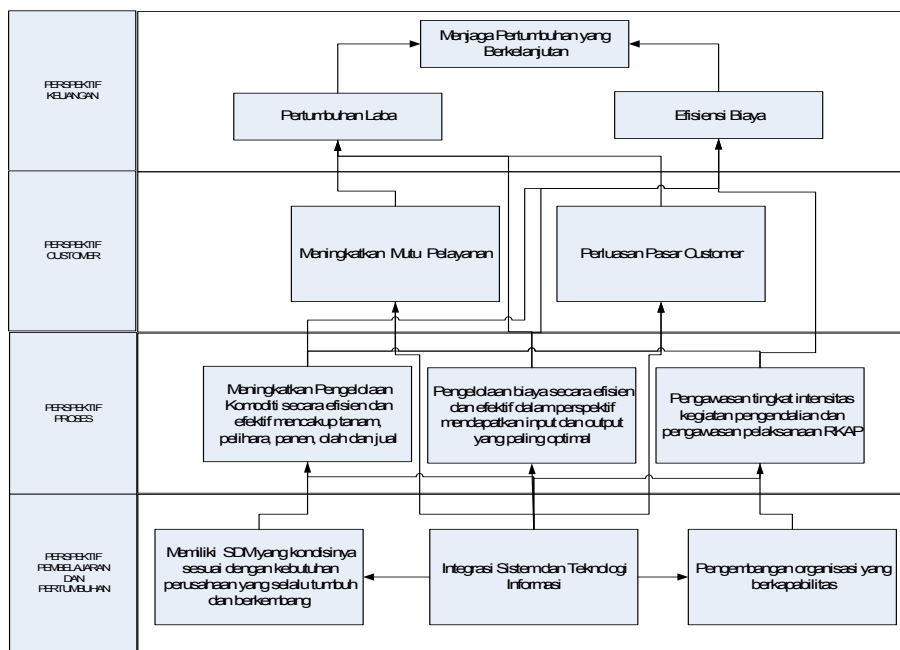 Menjaga Pertumbuhan yang
Berkelanjutan
PERSPEKTIF
KEUANGAN
Pertumbuhan Laba
Efisiensi Biaya
PERSPEKTIF
CUSTOMER
Meningkatkan Mutu Pelayanan
Perluasan Pasar Customer
PERSPEKTIF
PROSES
Meningkatkan Pengelolaan
Komoditi secara efisien dan
efektif mencakup tanam,
pelihara, panen, olah dan jual
Pengelolaan biaya secara efisien
dan efektif dalam perspektif
mendapatkan input dan output
yang paling optimal
Pengawasan tingkat intensitas
kegiatan pengendalian dan
pengawasan pelaksanaan RKAP
PERSPEKTIF
PEMBELAJARAN
DAN
PERTUMBUHAN
Memiliki SDM yang kondisinya
sesuai dengan kebutuhan
perusahaan yang selalu tumbuh
dan berkembang
Integrasi Sistem dan Teknologi
Informasi
Pengembangan organisasi yang
berkapabilitas